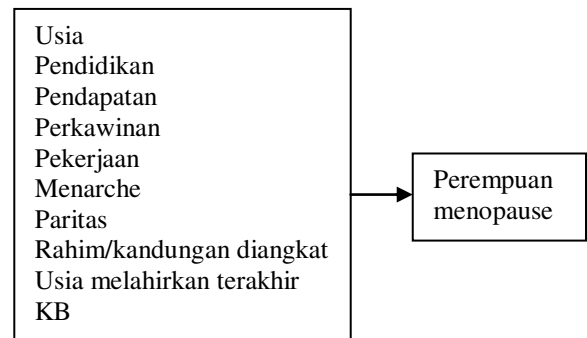 Usia
Pendidikan
Pendapatan
Perkawinan
Pekerjaan
Menarche
Paritas
Rahim/kandungan diangkat
Usia melahirkan terakhir
KB
Perempuan
menopause